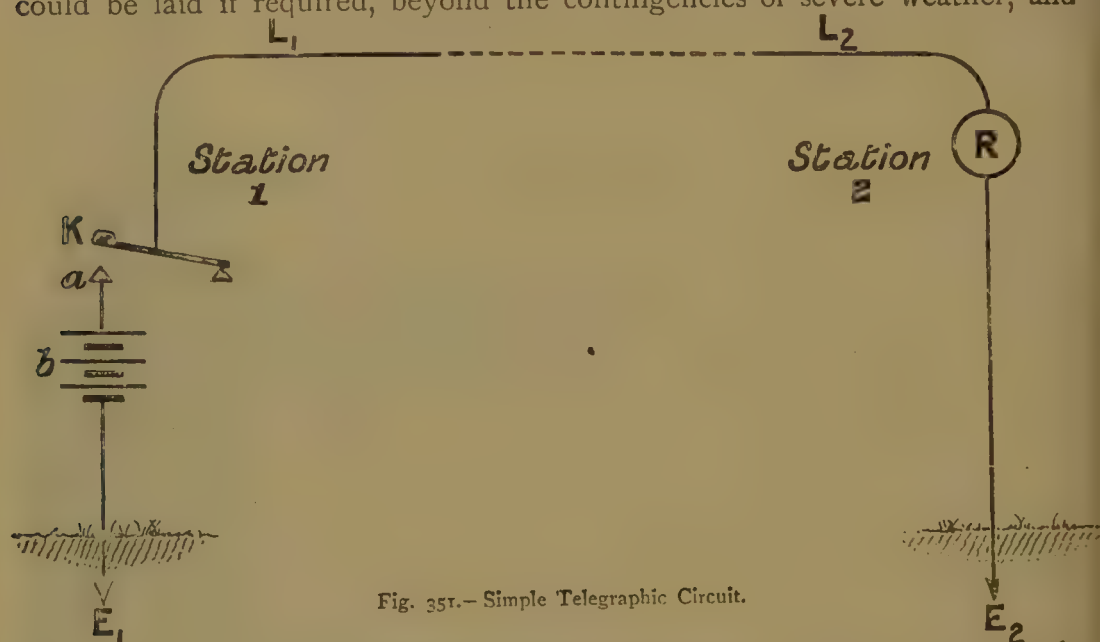 could be laid if required, beyond the contingencies of severe weather, and
L₁ L₂
Station
1
Station
2
R
K
a
b
Fig. 351.— Simple Telegraphic Circuit.
E₁ E₂